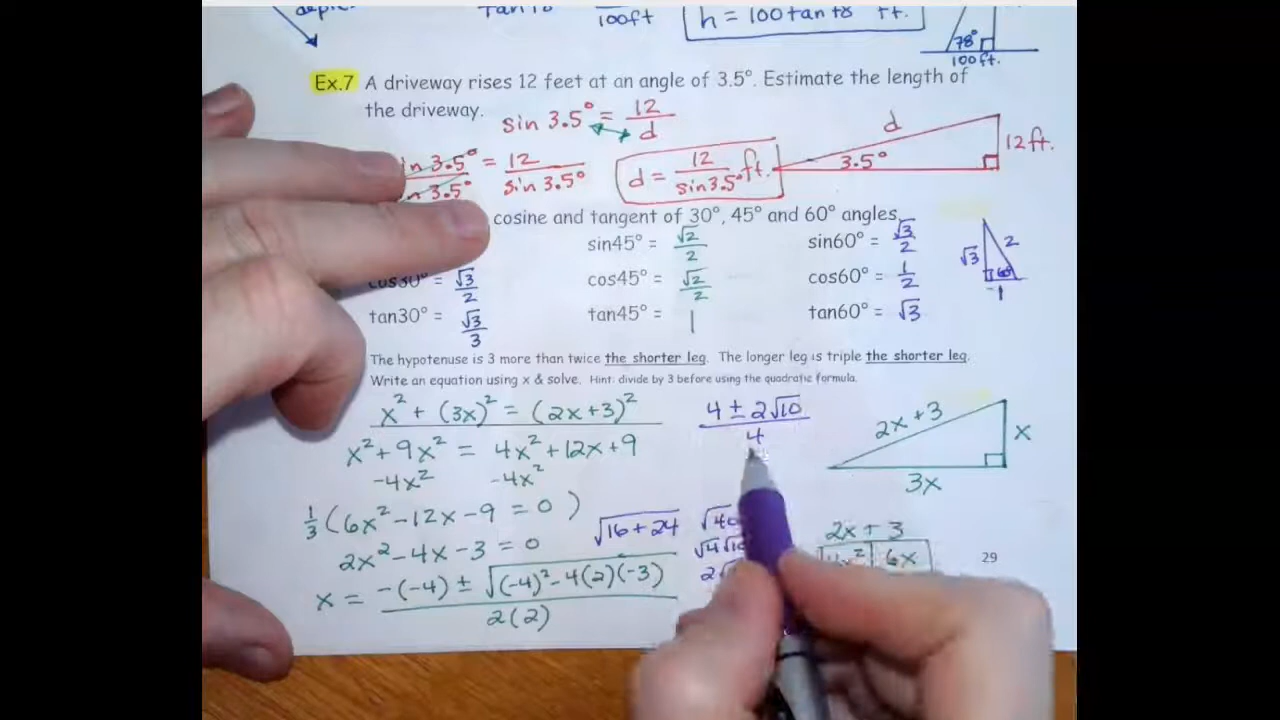 h = 100 tan 78° ft.
100ft
78°
100ft.
Ex.7 A driveway rises 12 feet at an angle of 3.5°. Estimate the length of
the driveway.
sin 3.5° = 12/d
d
3.5°
12 ft.
3.5° = 12/sin 3.5°
3.5°
d = 12/sin 3.5° ft.
cosine and tangent of 30°, 45° and 60° angles
sin45° = √2/2
sin60° = √3/2
√3
2
60°
1
cos30° = √3/2
cos45° = √2/2
cos60° = 1/2
tan30° = √3/3
tan45° = 1
tan60° = √3
The hypotenuse is 3 more than twice the shorter leg. The longer leg is triple the shorter leg.
Write an equation using x & solve. Hint: divide by 3 before using the quadratic formula.
x² + (3x)² = (2x+3)²
4 ± 2√10
4
2x + 3
x
3x
x² + 9x² = 4x² + 12x + 9
-4x² -4x²
1/3 (6x² - 12x - 9 = 0)
√16 + 24
√40
2x² - 4x - 3 = 0
2x + 3
6x
29
x = -(-4) ± √(-4)² - 4(2)(-3)
2(2)